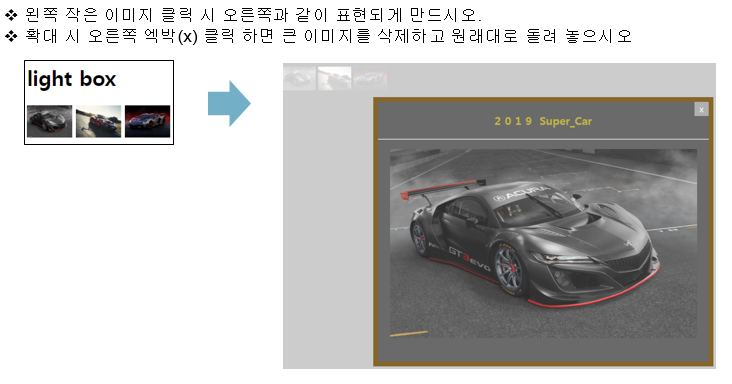 ❖ 왼쪽 작은 이미지 클릭 시 오른쪽과 같이 표현되게 만드시오.
❖ 확대 시 오른쪽 엑박(x) 클릭 하면 큰 이미지를 삭제하고 원래대로 돌려 놓으시오
light box
x
2 0 1 9 Super_Car
ACURA
GT3 EVO